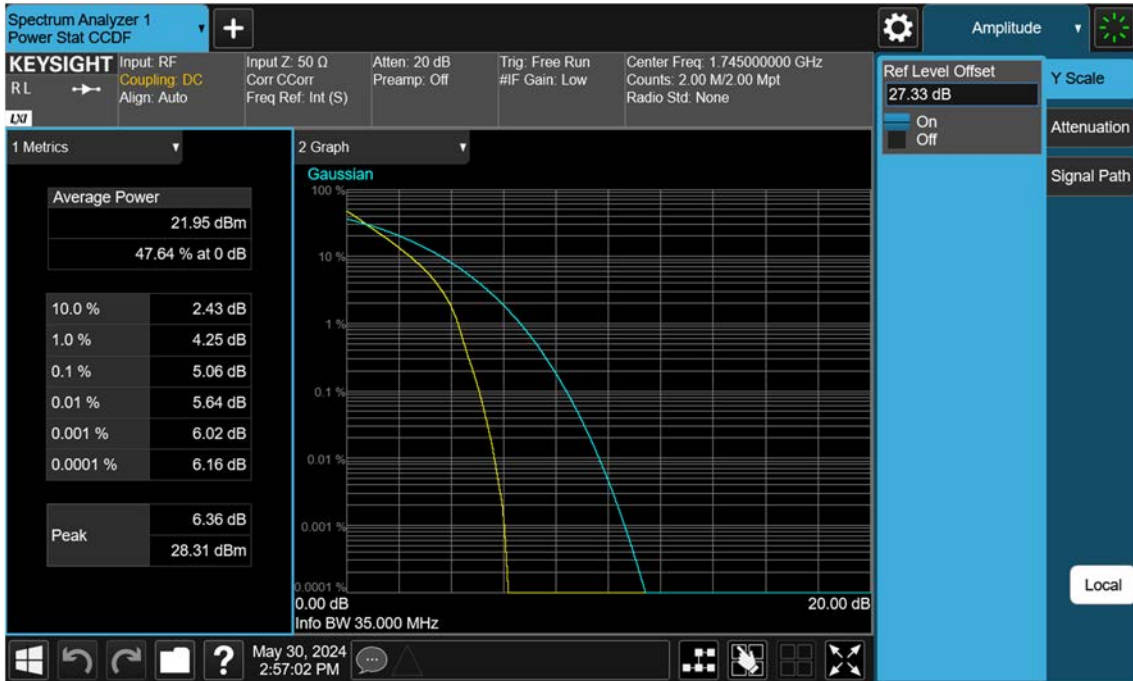 Spectrum Analyzer 1
Power Stat CCDF
+
Amplitude
KEYSIGHT
RL
LXI
Input: RF
Coupling: DC
Align: Auto
Input Z: 50 Ω
Corr CCorr
Freq Ref: Int (S)
Atten: 20 dB
Preamp: Off
Trig: Free Run
#IF Gain: Low
Center Freq: 1.745000000 GHz
Counts: 2.00 M/2.00 Mpt
Radio Std: None
Ref Level Offset
27.33 dB
On
Off
Y Scale
Attenuation
Signal Path
Local
1 Metrics
Average Power
21.95 dBm
47.64 % at 0 dB
10.0 % 2.43 dB
1.0 % 4.25 dB
0.1 % 5.06 dB
0.01 % 5.64 dB
0.001 % 6.02 dB
0.0001 % 6.16 dB
Peak
6.36 dB
28.31 dBm
2 Graph
Gaussian
100 %
10 %
1 %
0.1 %
0.01 %
0.001 %
0.0001 %
0.00 dB 20.00 dB
Info BW 35.000 MHz
?
May 30, 2024
2:57:02 PM